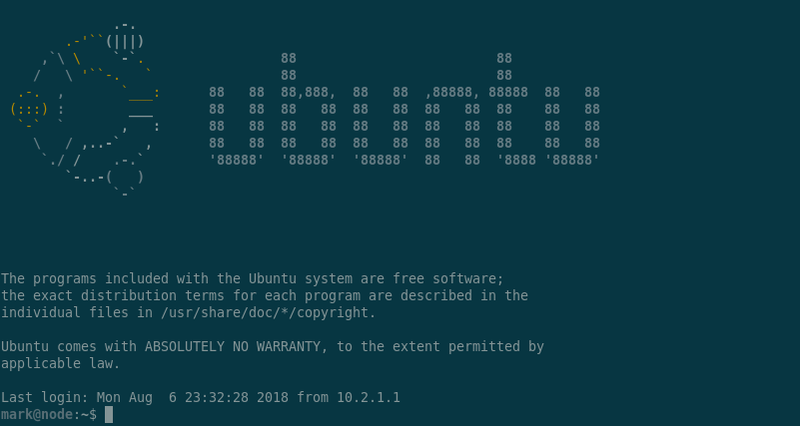 ubuntu
The programs included with the Ubuntu system are free software;
the exact distribution terms for each program are described in the
individual files in /usr/share/doc/*/copyright.
Ubuntu comes with ABSOLUTELY NO WARRANTY, to the extent permitted by
applicable law.
Last login: Mon Aug  6 23:32:28 2018 from 10.2.1.1
mark@node:~$